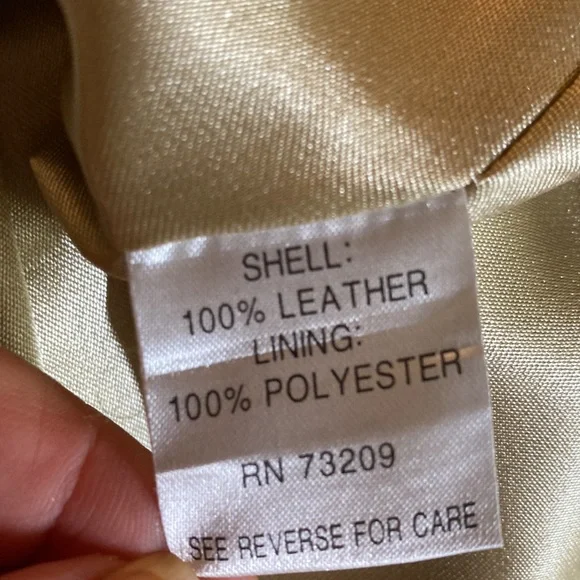 SHELL:
100% LEATHER
LINING:
100% POLYESTER
RN 73209
SEE REVERSE FOR CARE